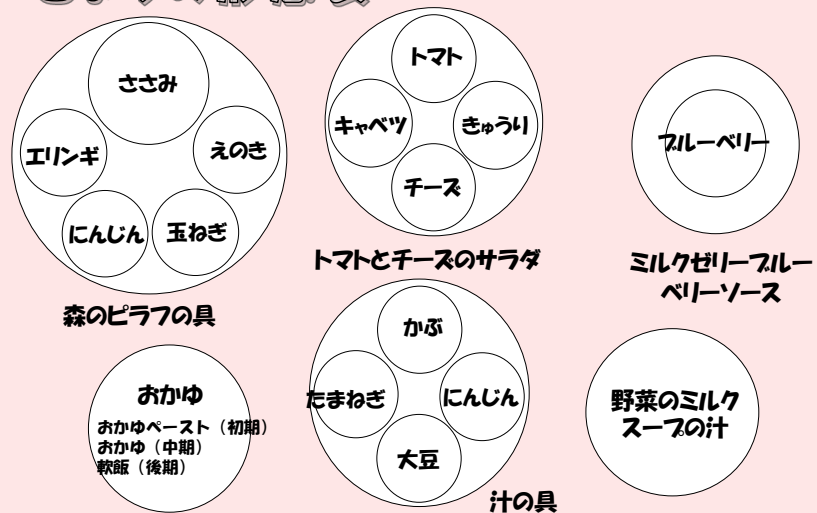 ささみ
エリンギ
えのき
にんじん
玉ねぎ
森のピラフの具
トマト
キャベツ
きゅうり
チーズ
トマトとチーズのサラダ
ブルーベリー
ミルクゼリーブルー
ベリーソース
おかゆ
おかゆペースト（初期）
おかゆ（中期）
軟飯（後期）
かぶ
たまねぎ
にんじん
大豆
汁の具
野菜のミルク
スープの汁